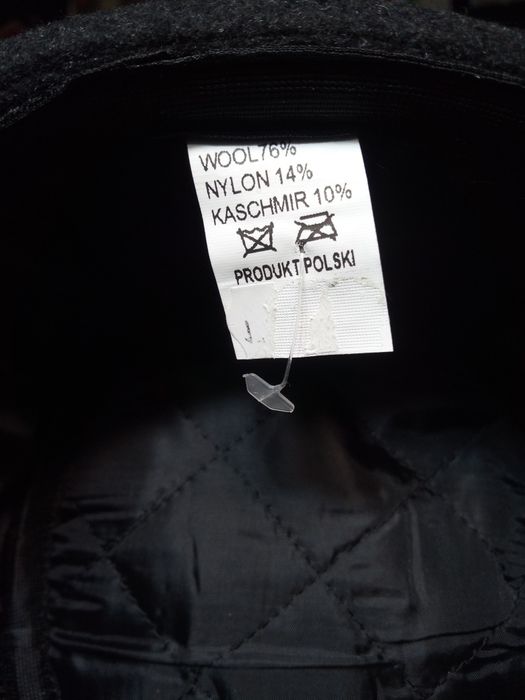 WOOL76%
NYLON 14%
KASCHMIR 10%
PRODUKT POLSKI